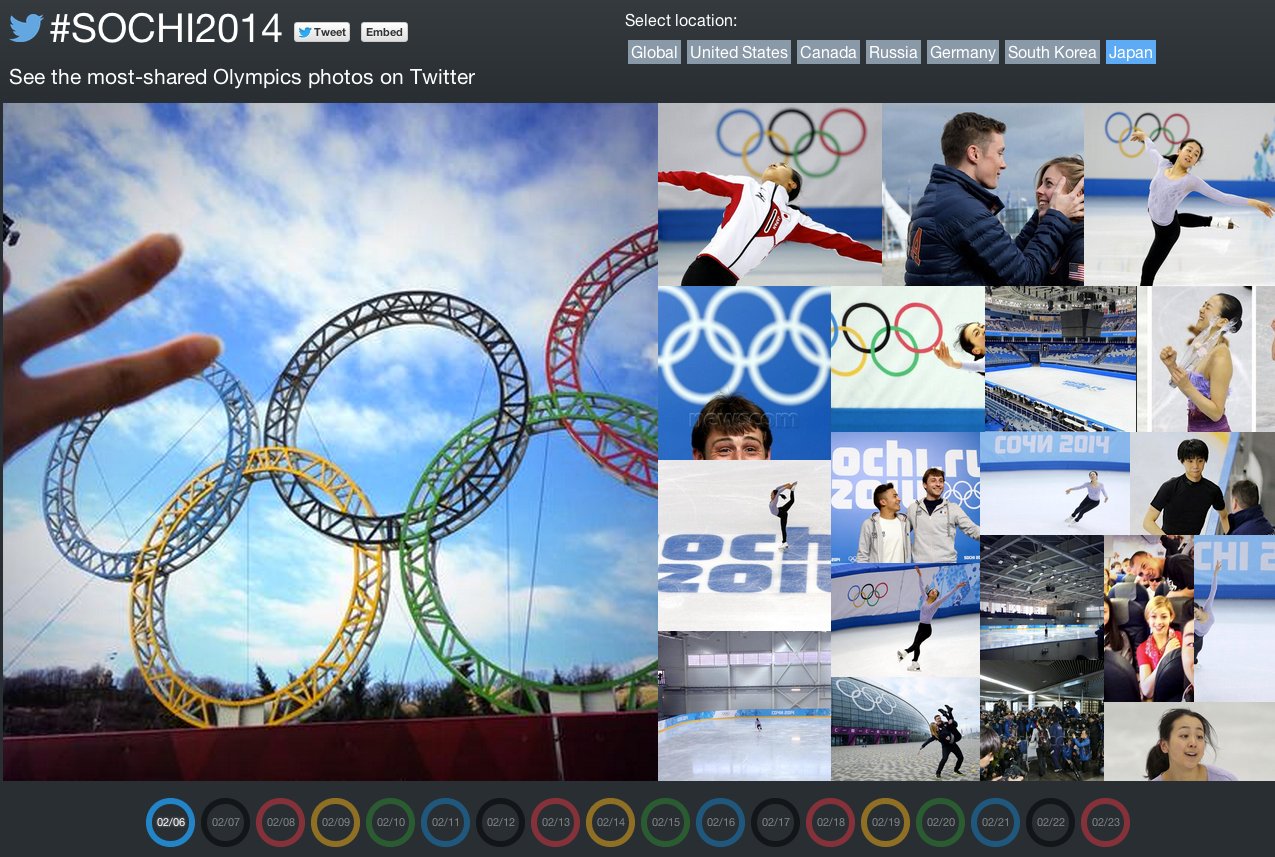 #SOCHI2014
Tweet
Embed
See the most-shared Olympics photos on Twitter
Select location:
Global
United States
Canada
Russia
Germany
South Korea
Japan
newscom
sochi.ru
ochi ru
2014
СОЧИ 2014
och
2014
CHI 2
02/06
02/07
02/08
02/09
02/10
02/11
02/12
02/13
02/14
02/15
02/16
02/17
02/18
02/19
02/20
02/21
02/22
02/23